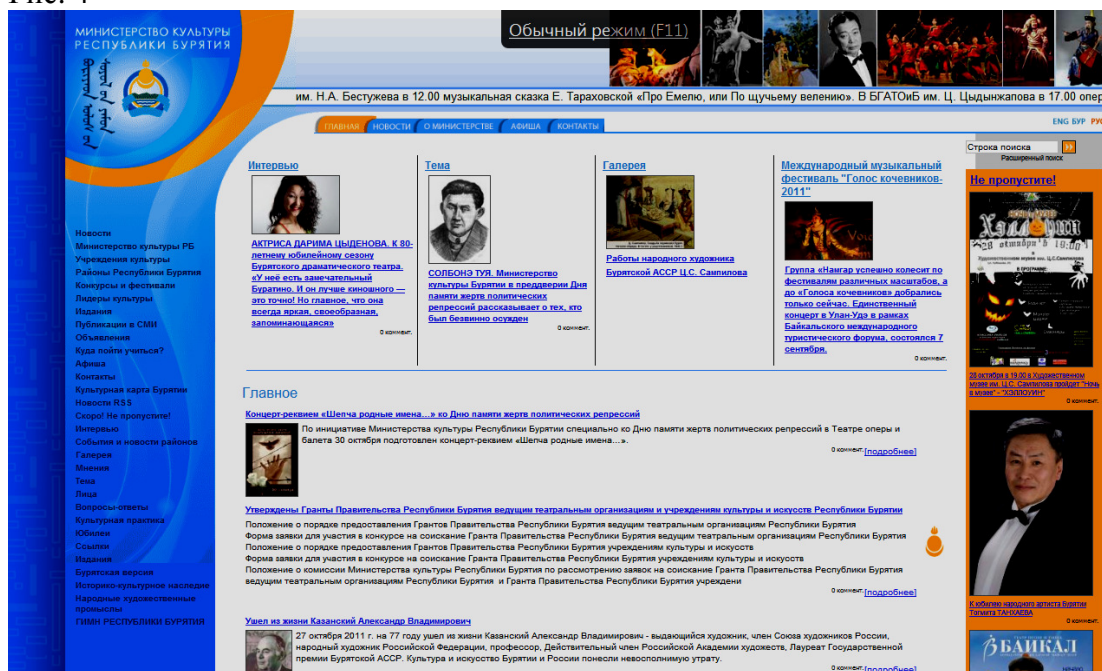 МИНИСТЕРСТВО КУЛЬТУРЫ
РЕСПУБЛИКИ БУРЯТИЯ
Обычный режим (F11)
им. Н.А. Бестужева в 12.00 музыкальная сказка Е. Тараховской «Про Емелю, или По щучьему велению». В БГАТОиБ им. Ц. Цыдынжапова в 17.00 опер
ГЛАВНАЯ НОВОСТИ О МИНИСТЕРСТВЕ АФИША КОНТАКТЫ
ENG БУР РУС
Строка поиска
Расширенный поиск
Новости
Министерство культуры РБ
Учреждения культуры
Районы Республики Бурятия
Конкурсы и фестивали
Лидеры культуры
Издания
Публикации в СМИ
Объявления
Куда пойти учиться?
Афиша
Контакты
Культурная карта Бурятии
Новости RSS
Скоро! Не пропустите!
Интервью
События и новости районов
Галерея
Мнения
Тема
Лица
Вопросы-ответы
Культурная практика
Юбилеи
Ссылки
Издания
Бурятская версия
Историко-культурное наследие
Народные художественные
промыслы
ГИМН РЕСПУБЛИКИ БУРЯТИЯ
Интервью
АКТРИСА ДАРИМА ЦЫДЕНОВА. К 80-
летнему юбилейному сезону
Бурятского драматического театра.
«У неё есть замечательный
Буратино. И он лучше киношного —
это точно! Но главное, что она
всегда яркая, своеобразная,
запоминающаяся»
0 коммент.
Тема
СОЛБОНЭ ТУЯ. Министерство
культуры Бурятии в преддверии Дня
памяти жертв политических
репрессий рассказывает о тех, кто
был безвинно осужден
0 коммент.
Галерея
Работы народного художника
Бурятской АССР Ц.С. Сампилова
Международный музыкальный
фестиваль "Голос кочевников-
2011"
Группа «Намгар успешно колесит по
фестивалям различных масштабов, а
до «Голоса кочевников» добрались
только сейчас. Единственный
концерт в Улан-Удэ в рамках
Байкальского международного
туристического форума, состоялся 7
сентября.
0 коммент.
Главное
Концерт-реквием «Шепча родные имена…» ко Дню памяти жертв политических репрессий
По инициативе Министерства культуры Республики Бурятия специально ко Дню памяти жертв политических репрессий в Театре оперы и
балета 30 октября подготовлен концерт-реквием «Шепча родные имена…».
0 коммент. [подробнее]
Утверждены Гранты Правительства Республики Бурятия ведущим театральным организациям и учреждениям культуры и искусств Республики Бурятии
Положение о порядке предоставления Грантов Правительства Республики Бурятия ведущим театральным организациям Республики Бурятия
Форма заявки для участия в конкурсе на соискание Гранта Правительства Республики Бурятия ведущим театральным организациям Республики Бурятия
Положение о порядке предоставления Грантов Правительства Республики Бурятия учреждениям культуры и искусств
Форма заявки для участия в конкурсе на соискание Гранта Правительства Республики Бурятия учреждениям культуры и искусств
Положение о комиссии Министерства культуры Республики Бурятия по рассмотрению заявок на соискание Гранта Правительства Республики Бурятия
ведущим театральным организациям Республики Бурятия и Гранта Правительства Республики Бурятия учреждени
0 коммент. [подробнее]
Ушел из жизни Казанский Александр Владимирович
27 октября 2011 г. на 77 году ушел из жизни Казанский Александр Владимирович - выдающийся художник, член Союза художников России,
народный художник Российской Федерации, профессор, Действительный член Российской Академии художеств, Лауреат Государственной
премии Бурятской АССР. Культура и искусство Бурятии и России понесли невосполнимую утрату.
0 коммент. [подробнее]
Не пропустите!
Хэллоуин
28 октября в 19:00
28 октября в 19.00 в Художественном
музее им. Ц.С. Сампилова пройдет "Ночь
в музее" - "ХЭЛЛОУИН"
0 коммент.
К юбилею народного артиста Бурятии
0 коммент.
БАЙКАЛ